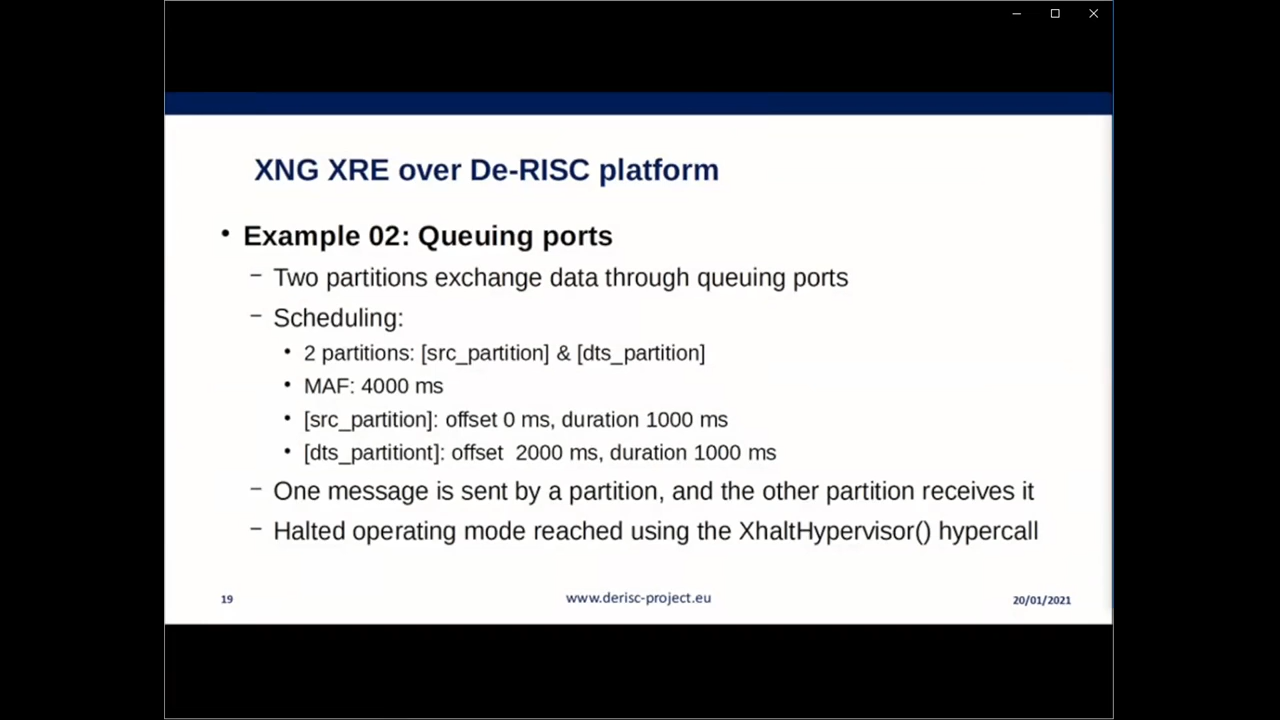 XNG XRE over De-RISC platform
• Example 02: Queuing ports
– Two partitions exchange data through queuing ports
– Scheduling:
• 2 partitions: [src_partition] & [dts_partition]
• MAF: 4000 ms
• [src_partition]: offset 0 ms, duration 1000 ms
• [dts_partitiont]: offset  2000 ms, duration 1000 ms
– One message is sent by a partition, and the other partition receives it
– Halted operating mode reached using the XhaltHypervisor() hypercall
19
www.derisc-project.eu
20/01/2021